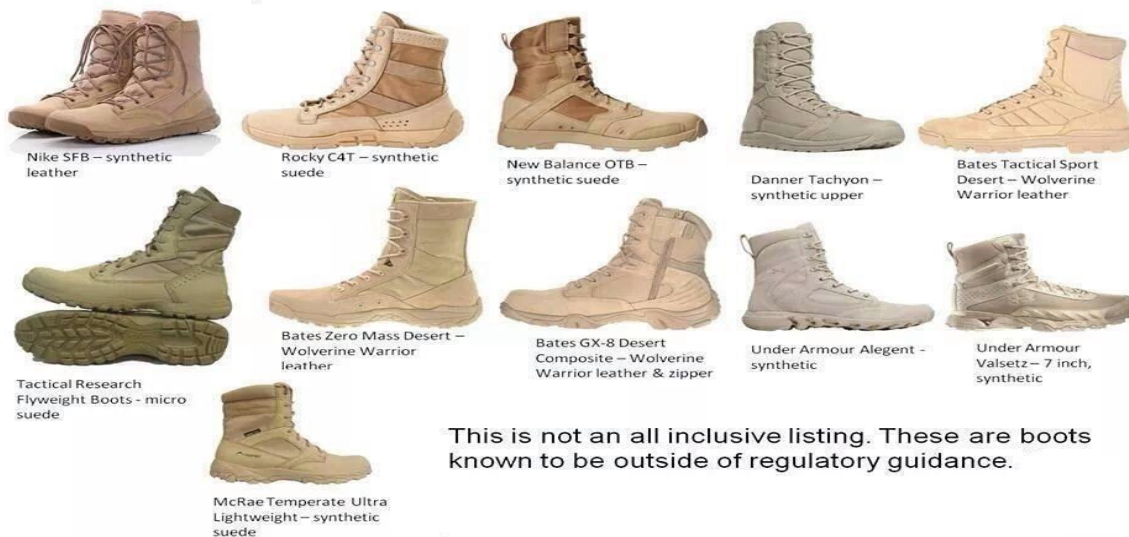 Nike SFB – synthetic
leather
Rocky C4T – synthetic
suede
New Balance OTB –
synthetic suede
Danner Tachyon –
synthetic upper
Bates Tactical Sport
Desert – Wolverine
Warrior leather
Tactical Research
Flyweight Boots - micro
suede
Bates Zero Mass Desert –
Wolverine Warrior
leather
Bates GX-8 Desert
Composite – Wolverine
Warrior leather & zipper
Under Armour Alegent -
synthetic
Under Armour
Valsetz – 7 inch,
synthetic
McRae Temperate Ultra
Lightweight – synthetic
suede
This is not an all inclusive listing. These are boots
known to be outside of regulatory guidance.